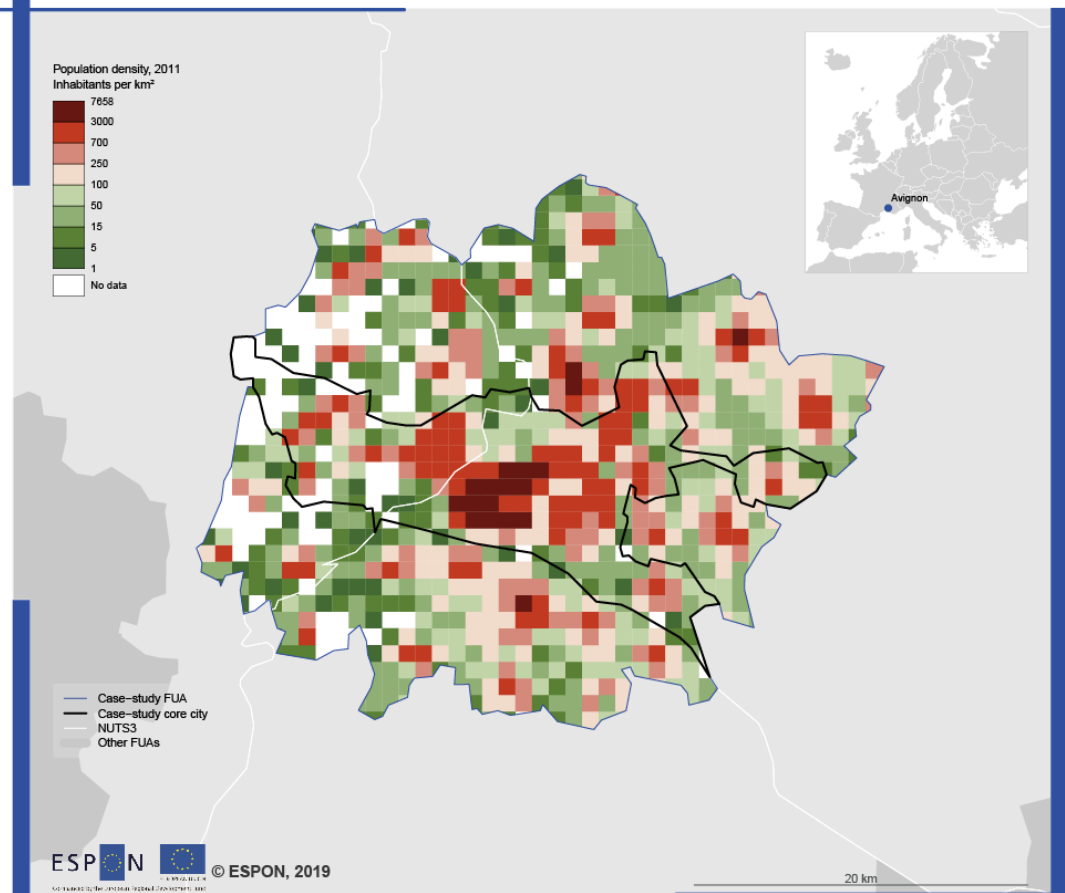 Population density, 2011
Inhabitants per km²
7658
3000
700
250
100
50
15
5
1
No data
Avignon
Case-study FUA
Case-study core city
NUTS3
Other FUAs
ESPON
© ESPON, 2019
20 km